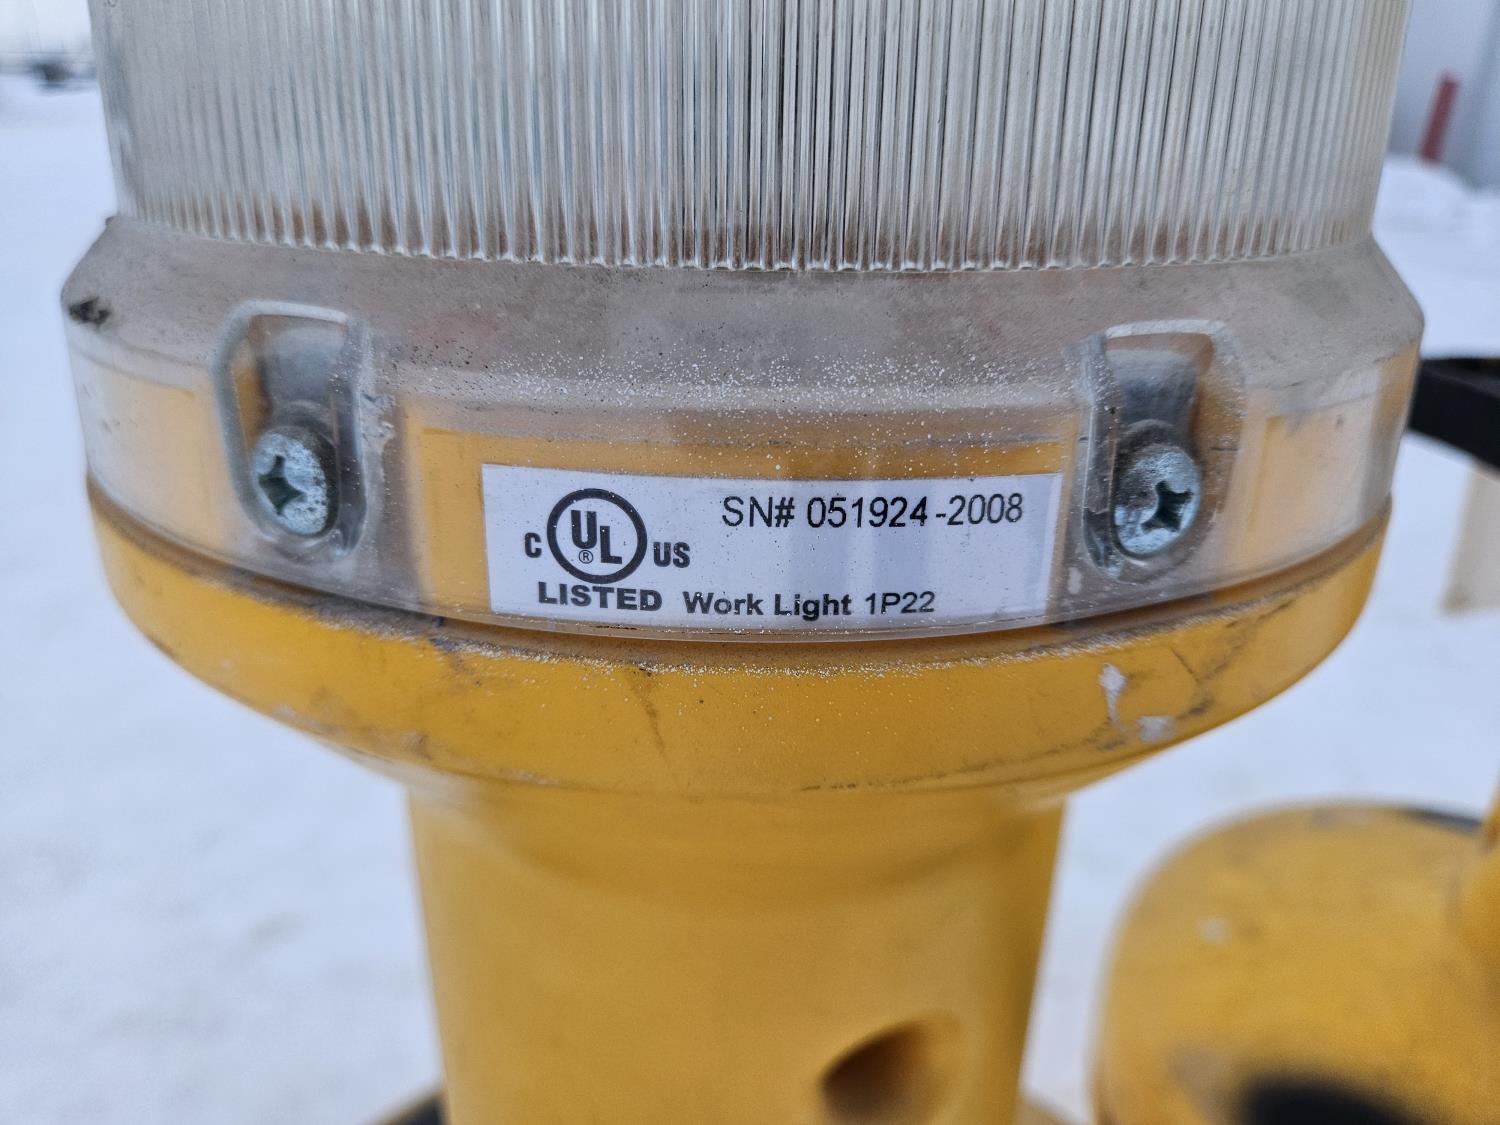 SN# 051924-2008
C UL ® US
LISTED Work Light 1P22